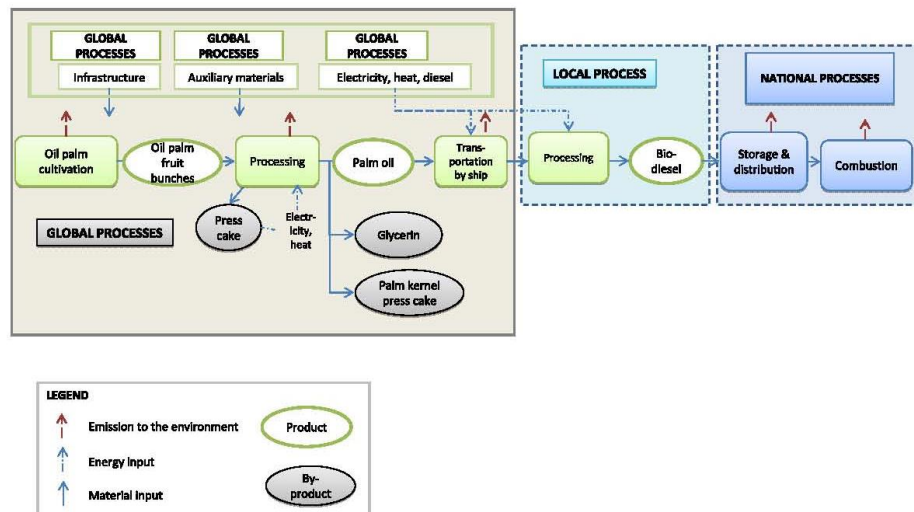 GLOBAL
PROCESSES
Infrastructure
GLOBAL
PROCESSES
Auxiliary materials
GLOBAL
PROCESSES
Electricity, heat, diesel
LOCAL PROCESS
NATIONAL PROCESSES
Oil palm
cultivation
Oil palm
fruit
bunches
Processing
Palm oil
Trans-
portation
by ship
Processing
Bio-
diesel
Storage &
distribution
Combustion
GLOBAL PROCESSES
Press
cake
Electr-
icity,
heat
Glycerin
Palm kernel
press cake
LEGEND
Emission to the environment
Product
Energy input
Material input
By-
product